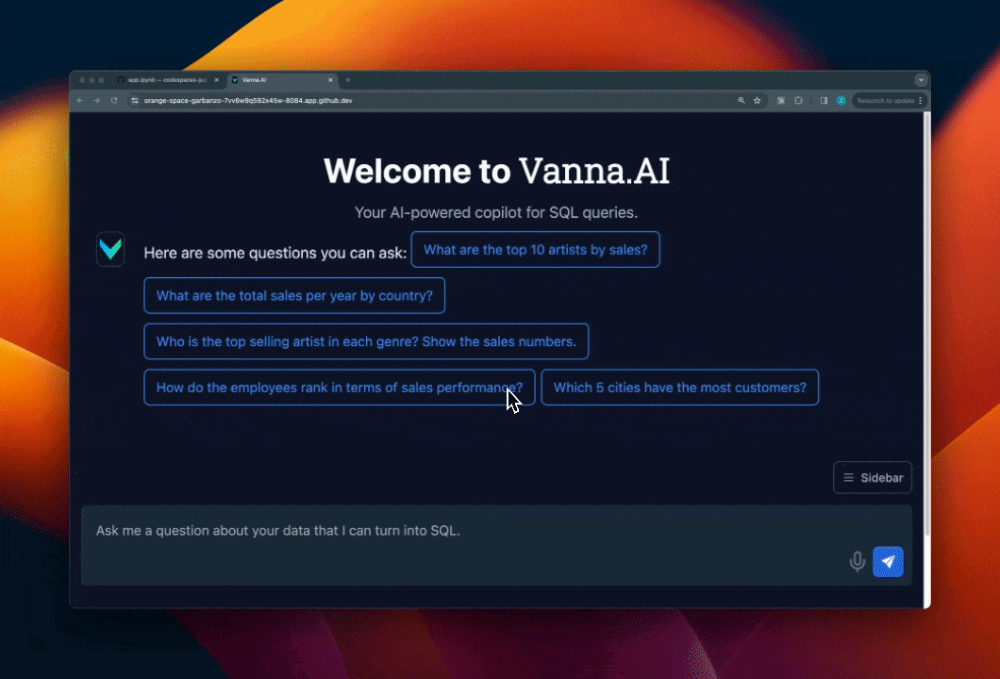 app.ipynb — codespaces-jup
Vanna.AI
orange-space-garbanzo-7vv6w9q592x45w-8084.app.github.dev
Relaunch to update
Welcome to Vanna.AI
Your AI-powered copilot for SQL queries.
Here are some questions you can ask: What are the top 10 artists by sales?
What are the total sales per year by country?
Who is the top selling artist in each genre? Show the sales numbers.
How do the employees rank in terms of sales performance? Which 5 cities have the most customers?
Sidebar
Ask me a question about your data that I can turn into SQL.